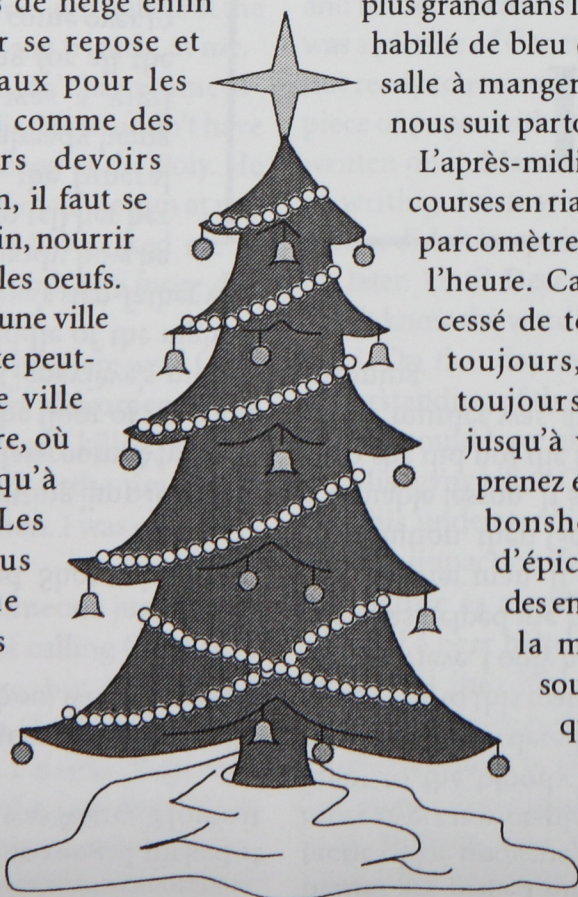 s de neige enfin
r se repose et
aux pour les
comme des
rs devoirs
n, il faut se
in, nourrir
les oeufs.
une ville
te peut-
e ville
re, où
qu'à
Les
us
e
s
plus grand dans l
habillé de bleu
salle à manger
nous suit parto
L'après-midi
courses en ria
parcomètre
l'heure. Ca
cessé de te
toujours,
toujours
jusqu'à
prenez e
bonsho
d'épic
des en
la m
sou
q